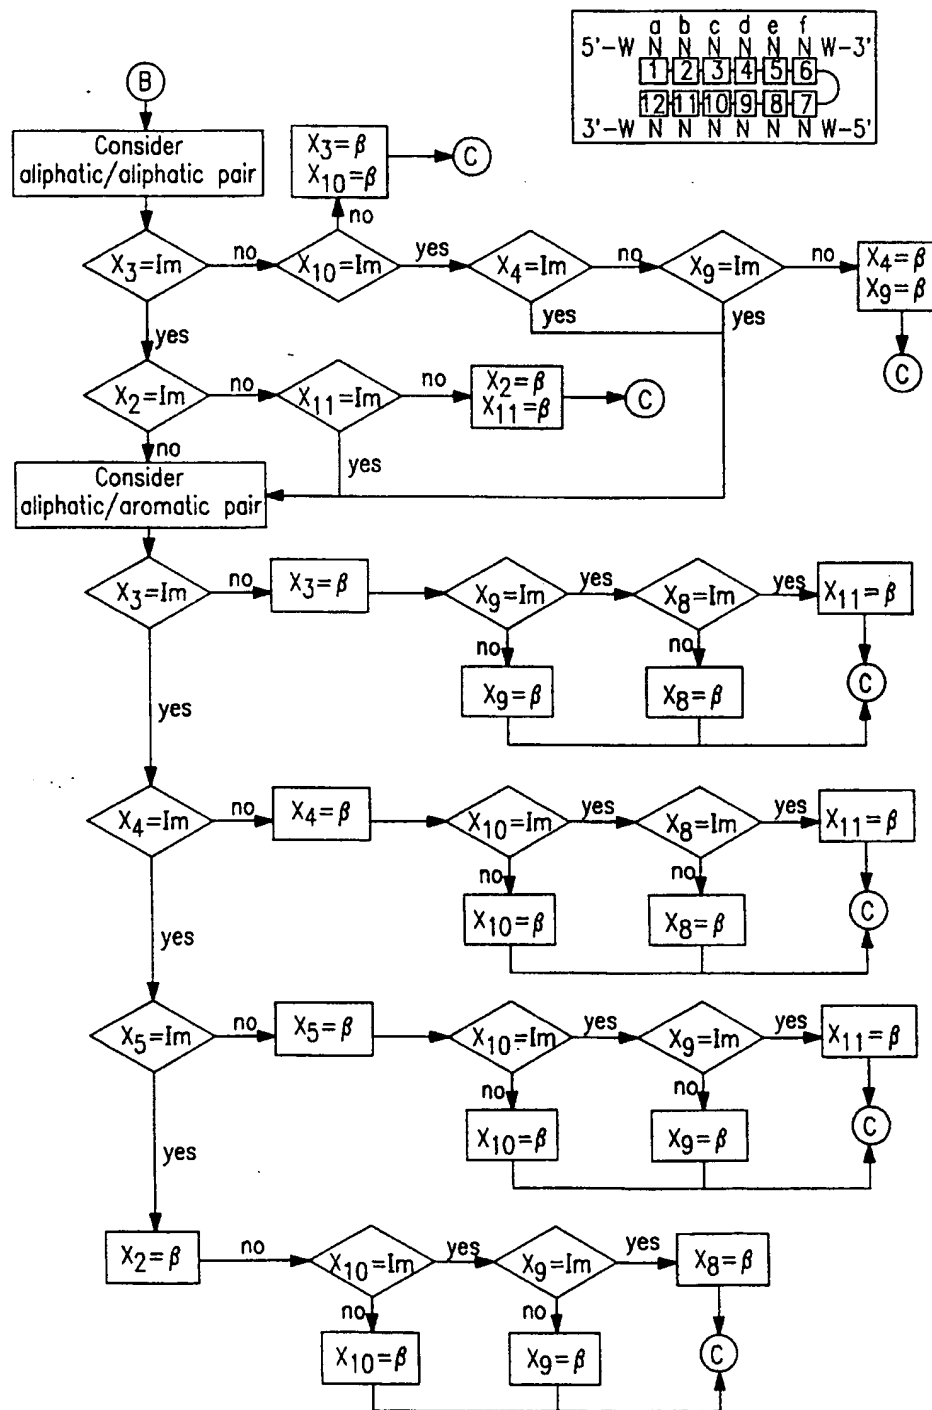 a b c d e f
5'-W N N N N N N W-3'
1 2 3 4 5 6
12 11 10 9 8 7
3'-W N N N N N N W-5'
B
Consider
aliphatic/aliphatic pair
X3=β
X10=β
C
no
X3=Im
no
X10=Im
yes
X4=Im
no
X9=Im
no
X4=β
X9=β
yes
yes
yes
C
X2=Im
no
X11=Im
no
X2=β
X11=β
C
no
yes
Consider
aliphatic/aromatic pair
X3=Im
no
X3=β
X9=Im
yes
X8=Im
yes
X11=β
no
no
X9=β
X8=β
C
yes
X4=Im
no
X4=β
X10=Im
yes
X8=Im
yes
X11=β
no
no
X10=β
X8=β
C
yes
X5=Im
no
X5=β
X10=Im
yes
X9=Im
yes
X11=β
no
no
X10=β
X9=β
C
yes
X2=β
no
X10=Im
yes
X9=Im
yes
X8=β
no
no
X10=β
X9=β
C